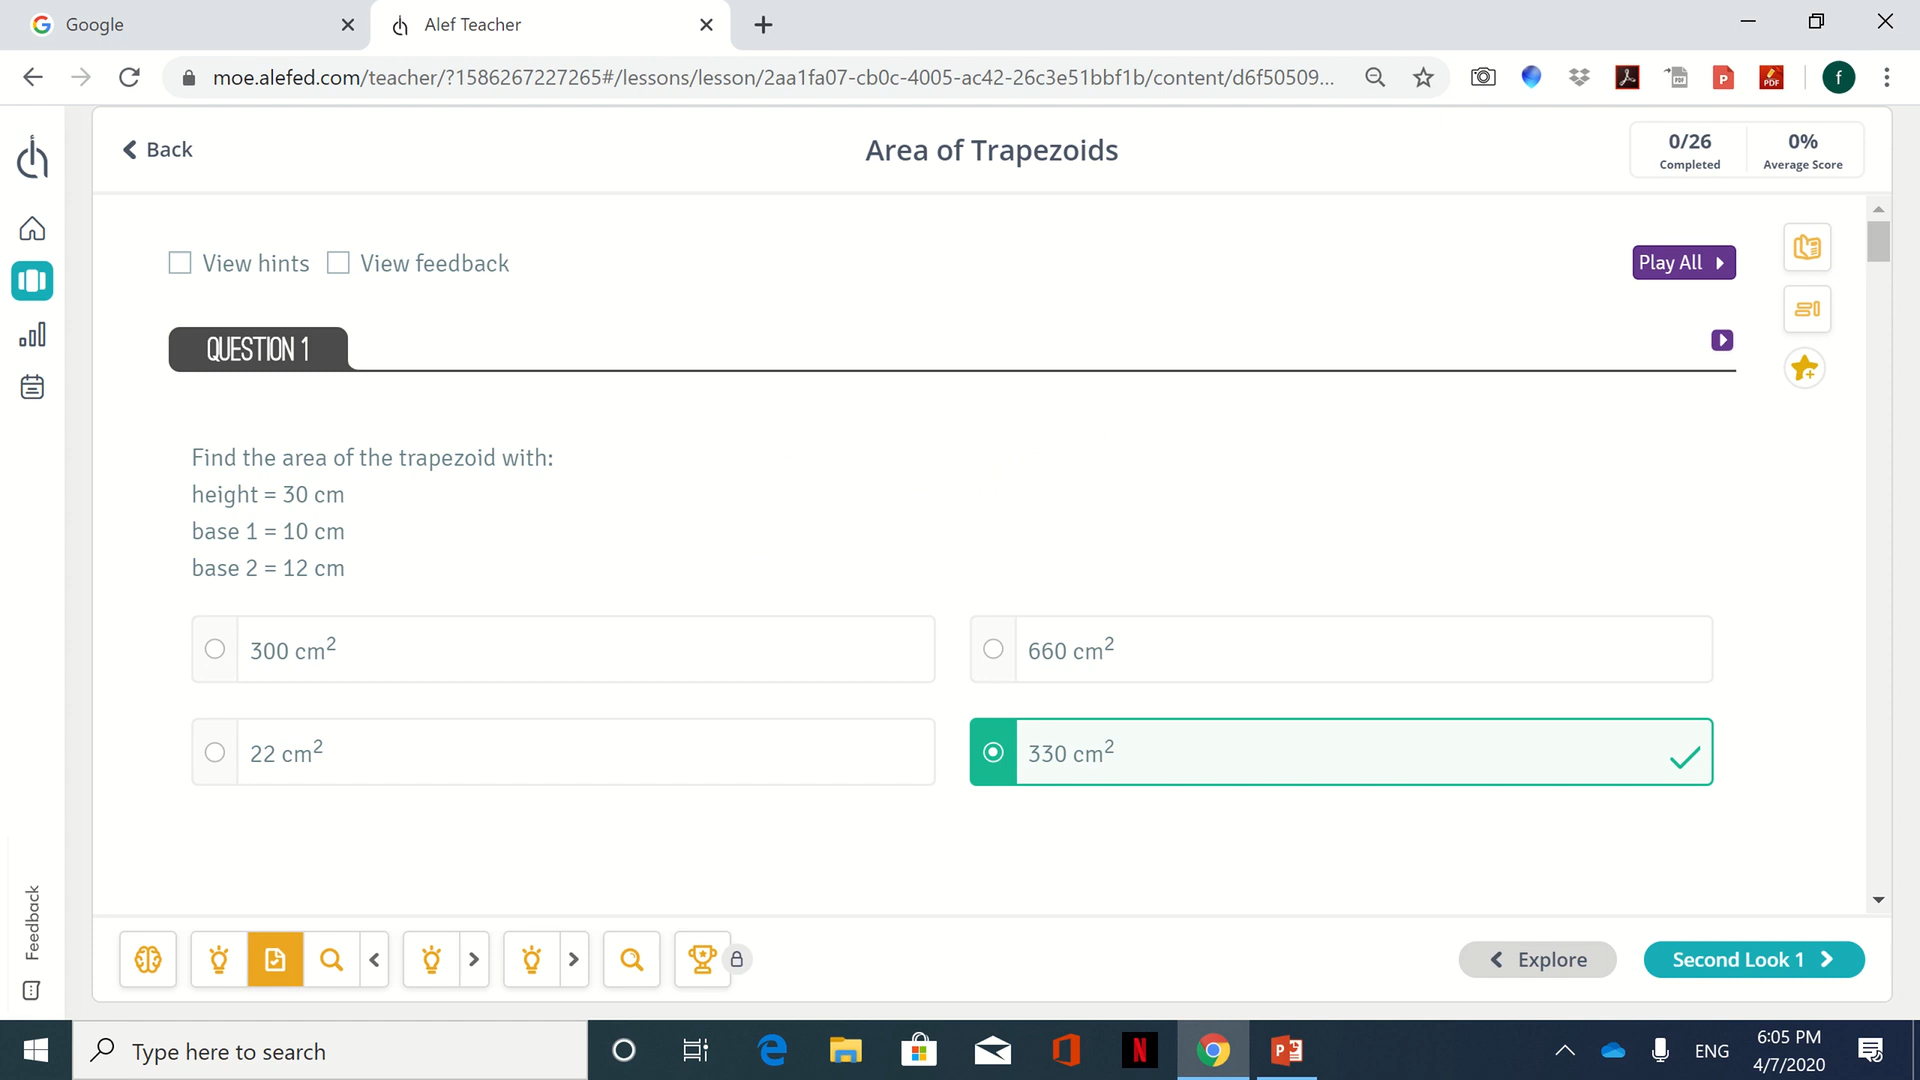 Google
Alef Teacher
moe.alefed.com/teacher/?1586267227265#/lessons/lesson/2aa1fa07-cb0c-4005-ac42-26c3e51bbf1b/content/d6f50509...
f
Back
Area of Trapezoids
0/26
Completed
0%
Average Score
View hints
View feedback
Play All
QUESTION 1
Find the area of the trapezoid with:
height = 30 cm
base 1 = 10 cm
base 2 = 12 cm
300 cm²
660 cm²
22 cm²
330 cm²
Feedback
Explore
Second Look 1
Type here to search
ENG
6:05 PM
4/7/2020